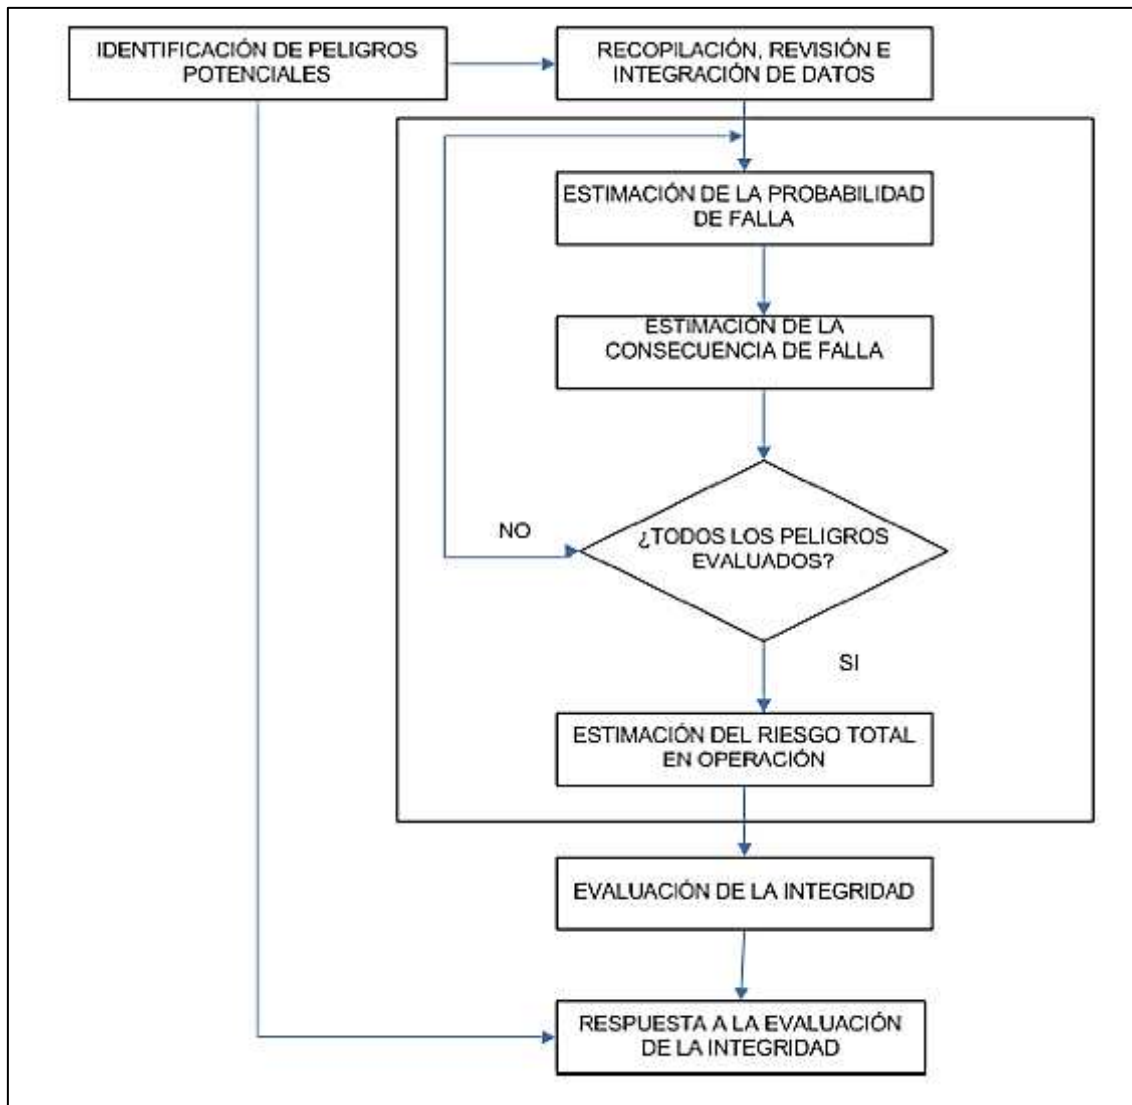 IDENTIFICACIÓN DE PELIGROS
POTENCIALES
RECOPILACIÓN, REVISIÓN E
INTEGRACIÓN DE DATOS
ESTIMACIÓN DE LA PROBABILIDAD
DE FALLA
ESTIMACIÓN DE LA
CONSECUENCIA DE FALLA
¿TODOS LOS PELIGROS
EVALUADOS?
NO
SI
ESTIMACIÓN DEL RIESGO TOTAL
EN OPERACIÓN
EVALUACIÓN DE LA INTEGRIDAD
RESPUESTA A LA EVALUACIÓN
DE LA INTEGRIDAD